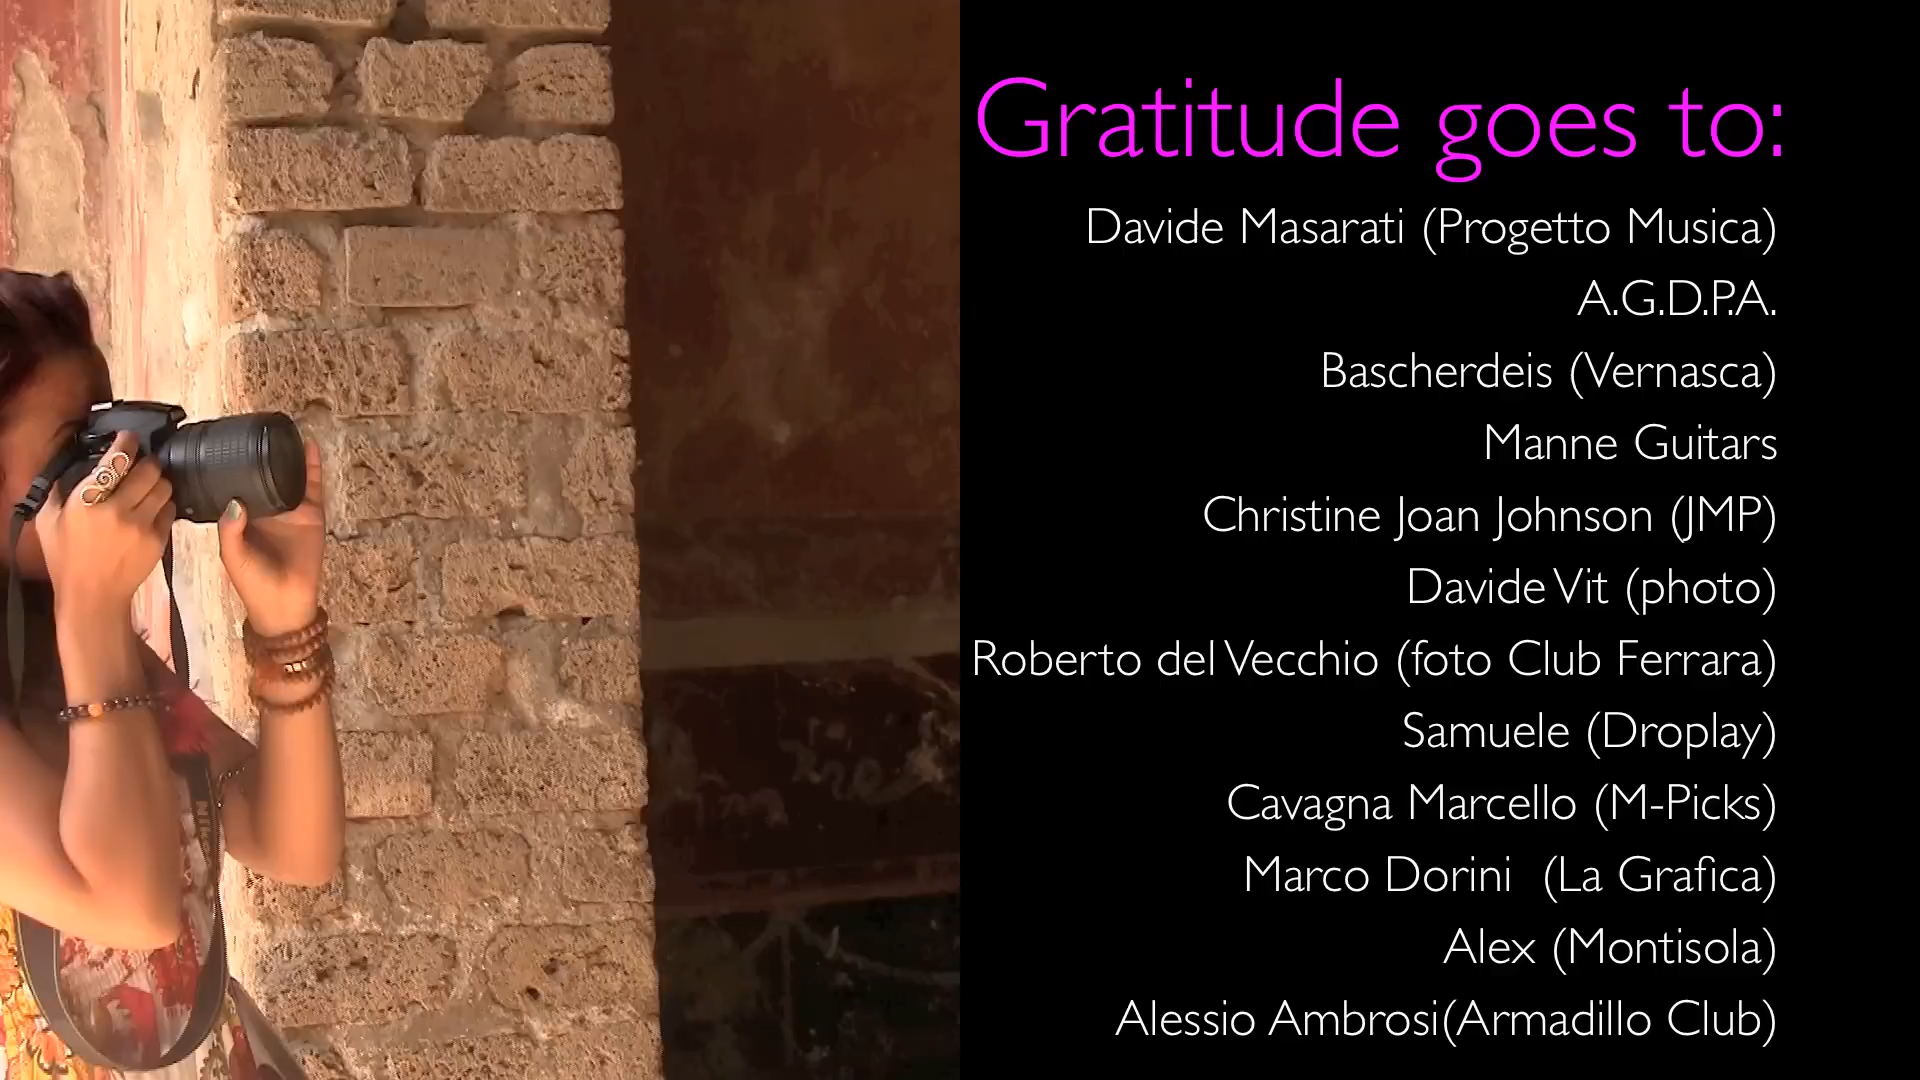 Gratitude goes to:
Davide Masarati (Progetto Musica)
A.G.D.P.A.
Bascherdeis (Vernasca)
Manne Guitars
Christine Joan Johnson (JMP)
Davide Vit (photo)
Roberto del Vecchio (foto Club Ferrara)
Samuele (Droplay)
Cavagna Marcello (M-Picks)
Marco Dorini (La Grafica)
Alex (Montisola)
Alessio Ambrosi(Armadillo Club)